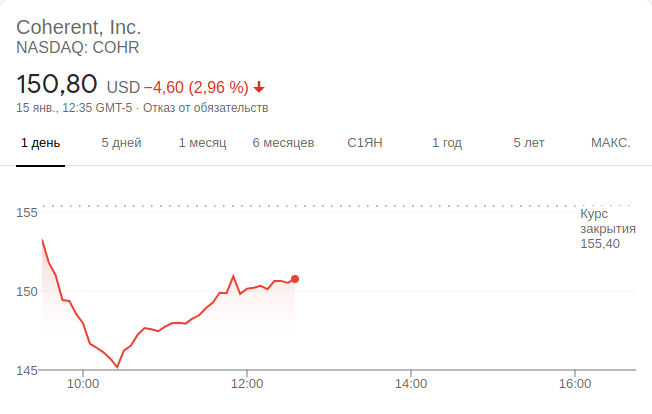 Coherent, Inc.
NASDAQ: COHR
150,80 USD −4,60 (2,96 %)
15 янв., 12:35 GMT-5 · Отказ от обязательств
1 день 5 дней 1 месяц 6 месяцев С1ЯН 1 год 5 лет МАКС.
155
Курс
закрытия
155,40
150
145
10:00 12:00 14:00 16:00